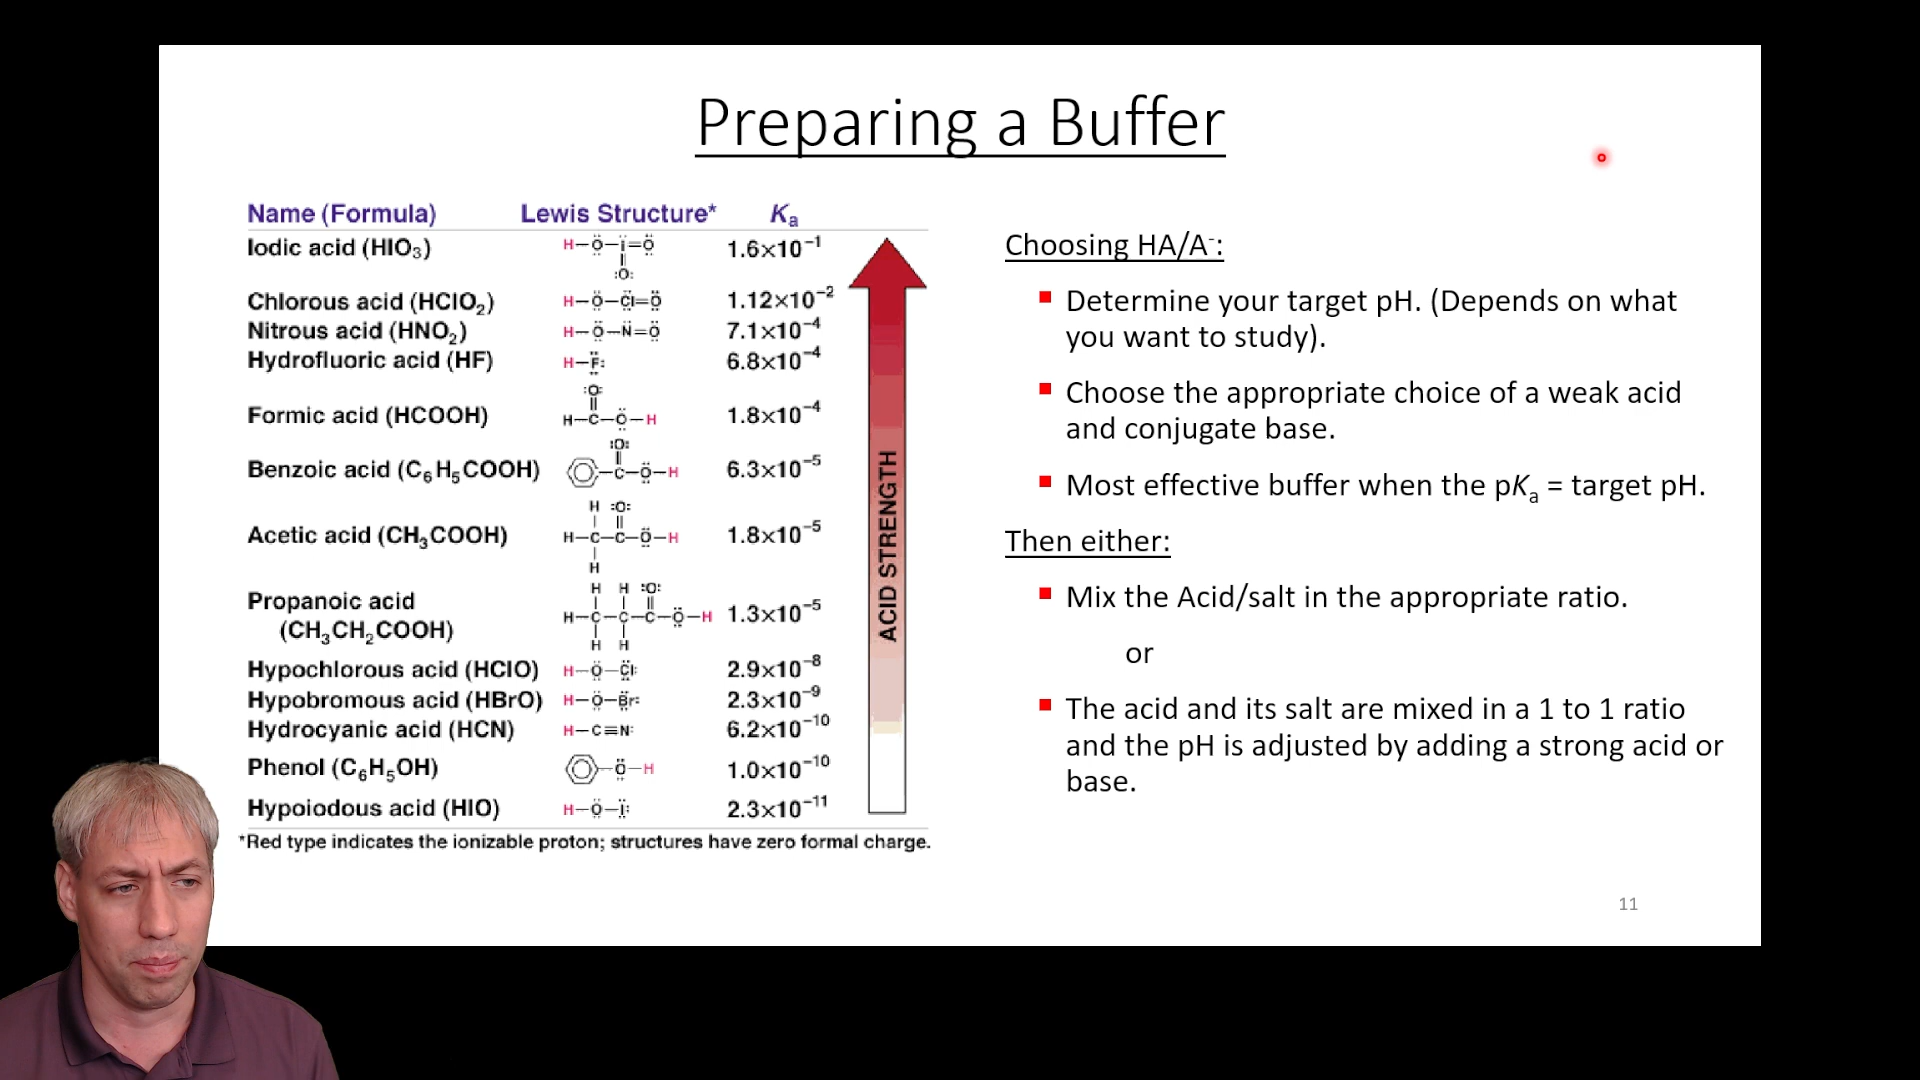 Preparing a Buffer
Name (Formula) Lewis Structure* Ka
Iodic acid (HIO₃) H–O–I=O 1.6×10⁻¹
:O:
Chlorous acid (HClO₂) H–O–Cl=O 1.12×10⁻²
Nitrous acid (HNO₂) H–O–N=O 7.1×10⁻⁴
Hydrofluoric acid (HF) H–F: 6.8×10⁻⁴
:O:
Formic acid (HCOOH) H–C–O–H 1.8×10⁻⁴
:O:
Benzoic acid (C₆H₅COOH) C–O–H 6.3×10⁻⁵
H :O:
Acetic acid (CH₃COOH) H–C–C–O–H 1.8×10⁻⁵
H
H H :O:
Propanoic acid H–C–C–C–O–H 1.3×10⁻⁵
(CH₃CH₂COOH)
H H
Hypochlorous acid (HClO) H–O–Cl: 2.9×10⁻⁸
Hypobromous acid (HBrO) H–O–Br: 2.3×10⁻⁹
Hydrocyanic acid (HCN) H–C≡N: 6.2×10⁻¹⁰
Phenol (C₆H₅OH) O–H 1.0×10⁻¹⁰
Hypoiodous acid (HIO) H–O–I: 2.3×10⁻¹¹
*Red type indicates the ionizable proton; structures have zero formal charge.
ACID STRENGTH
Choosing HA/A⁻:
Determine your target pH. (Depends on what
you want to study).
Choose the appropriate choice of a weak acid
and conjugate base.
Most effective buffer when the pKₐ = target pH.
Then either:
Mix the Acid/salt in the appropriate ratio.
or
The acid and its salt are mixed in a 1 to 1 ratio
and the pH is adjusted by adding a strong acid or
base.
11